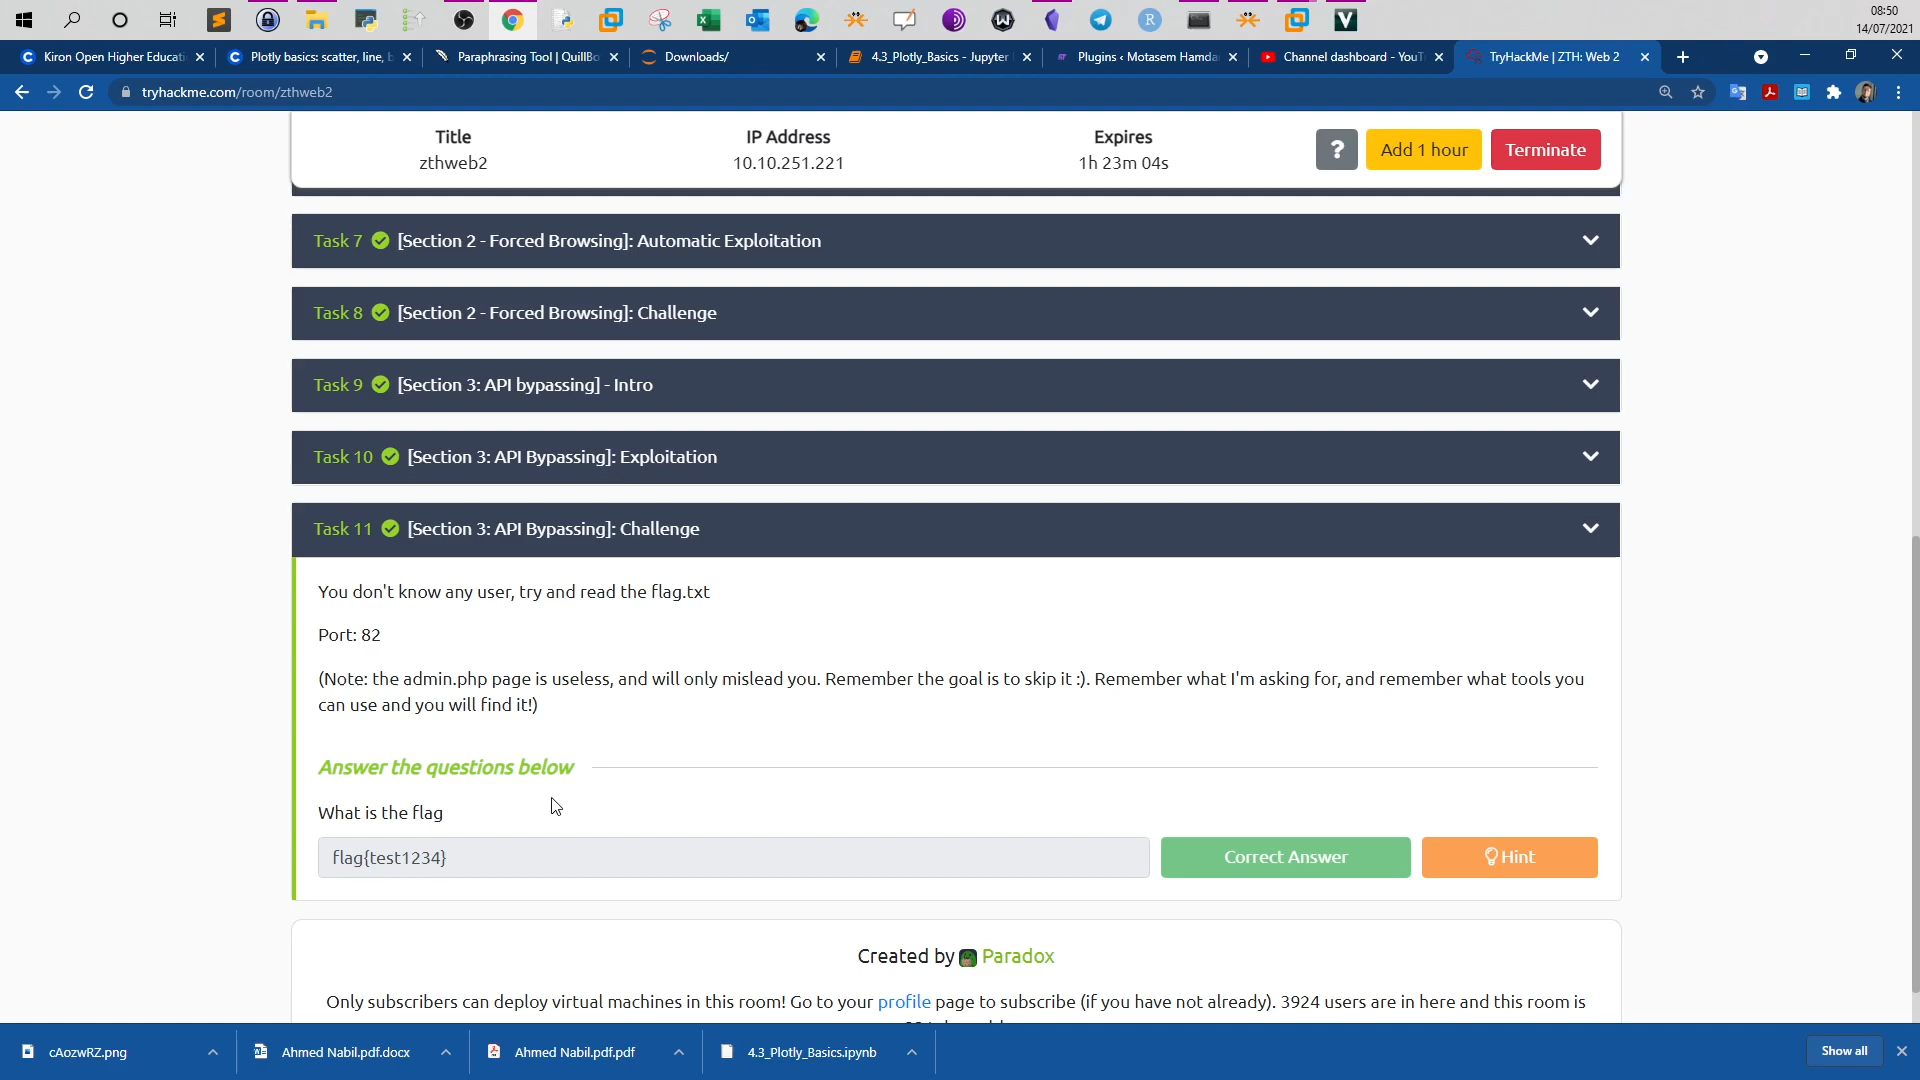 08:50
14/07/2021
Kiron Open Higher Educati
Plotly basics: scatter, line, b
Paraphrasing Tool | QuillBo
Downloads/
4.3_Plotly_Basics - Jupyter
Plugins ‹ Motasem Hamda
Channel dashboard - YouT
TryHackMe | ZTH: Web 2
tryhackme.com/room/zthweb2
Title
IP Address
Expires
zthweb2
10.10.251.221
1h 23m 04s
?
Add 1 hour
Terminate
Task 7 [Section 2 - Forced Browsing]: Automatic Exploitation
Task 8 [Section 2 - Forced Browsing]: Challenge
Task 9 [Section 3: API bypassing] - Intro
Task 10 [Section 3: API Bypassing]: Exploitation
Task 11 [Section 3: API Bypassing]: Challenge
You don't know any user, try and read the flag.txt
Port: 82
(Note: the admin.php page is useless, and will only mislead you. Remember the goal is to skip it :). Remember what I'm asking for, and remember what tools you
can use and you will find it!)
Answer the questions below
What is the flag
flag{test1234}
Correct Answer
Hint
Created by Paradox
Only subscribers can deploy virtual machines in this room! Go to your profile page to subscribe (if you have not already). 3924 users are in here and this room is
cAozwRZ.png
Ahmed Nabil.pdf.docx
Ahmed Nabil.pdf.pdf
4.3_Plotly_Basics.ipynb
Show all